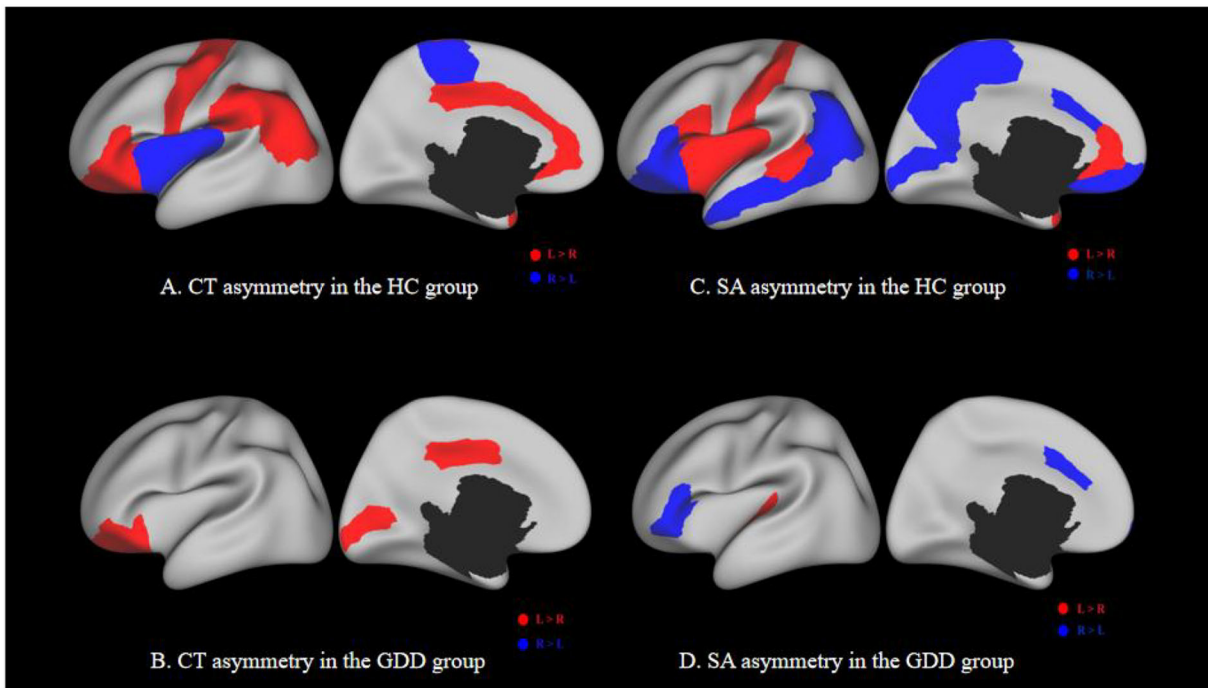 L > R
R > L
A. CT asymmetry in the HC group
L > R
R > L
C. SA asymmetry in the HC group
L > R
R > L
B. CT asymmetry in the GDD group
L > R
R > L
D. SA asymmetry in the GDD group